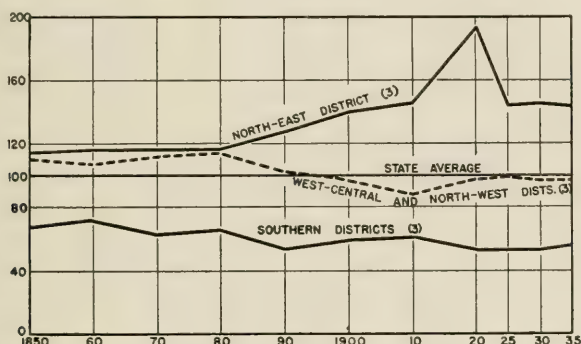 200
160
NORTH-EAST DISTRICT (3)
120
STATE AVERAGE
100
WEST-CENTRAL AND NORTH-WEST DISTS. (3)
80
SOUTHERN DISTRICTS (3)
40
0
1850 60 70 80 90 1900 10 20 25 30 35